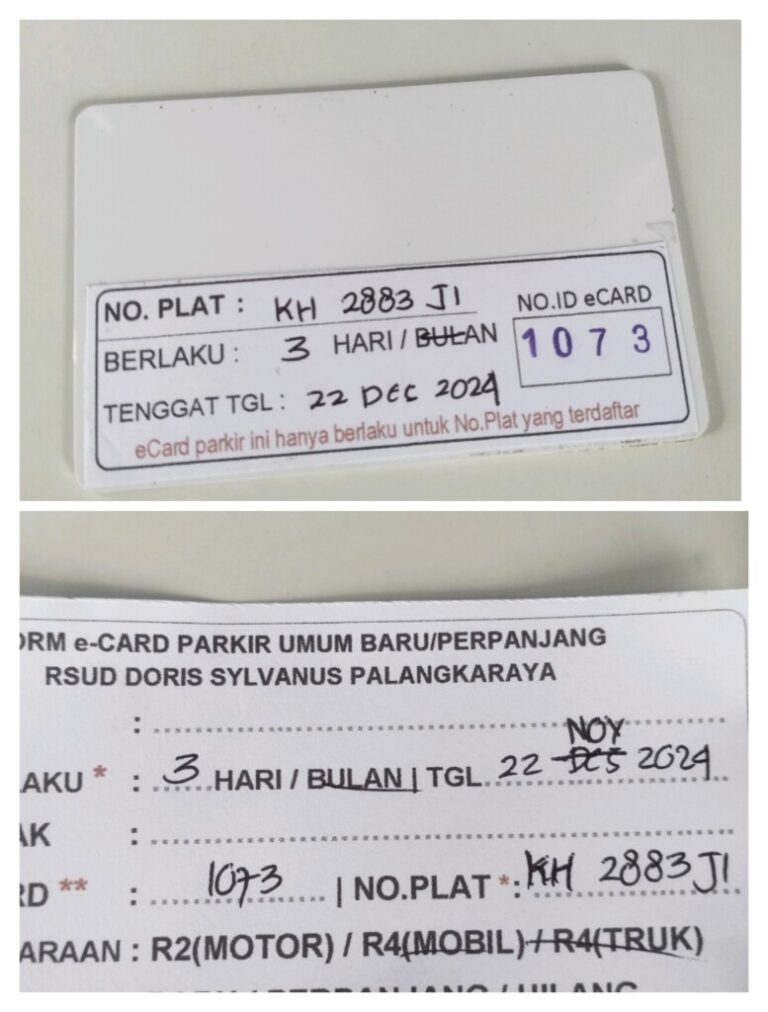 NO. PLAT : KH 2883 JI
NO.ID eCARD
BERLAKU : 3 HARI / BULAN
1073
TENGGAT TGL : 22 DEC 2024
eCard parkir ini hanya berlaku untuk No.Plat yang terdaftar
ORM e-CARD PARKIR UMUM BARU/PERPANJANG
RSUD DORIS SYLVANUS PALANGKARAYA
:
NOV
AKU * : 3 HARI / BULAN | TGL 22 DES 2024
AK :
RD ** : 1073 | NO.PLAT *: KH 2883 JI
ARAAN : R2(MOTOR) / R4(MOBIL) / R4(TRUK)
/ PERPANJANG / HILANG